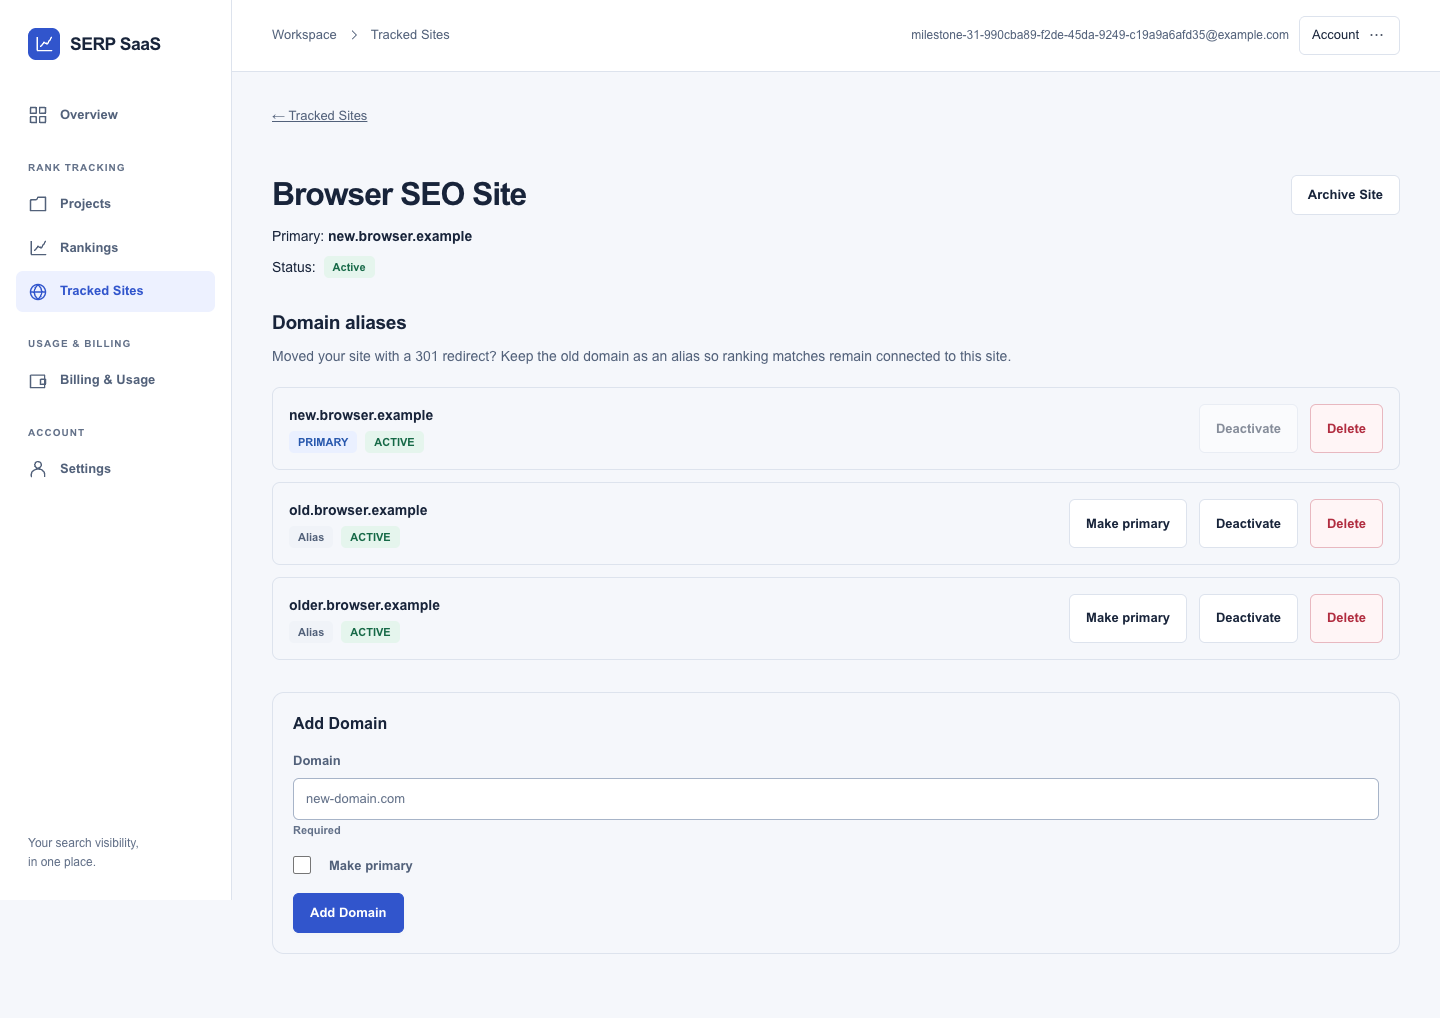 SERP SaaS
Workspace > Tracked Sites
milestone-31-990cba89-f2de-45da-9249-c19a9a6afd35@example.com
Account ···
Overview
RANK TRACKING
Projects
Rankings
Tracked Sites
USAGE & BILLING
Billing & Usage
ACCOUNT
Settings
Your search visibility,
in one place.
← Tracked Sites
Browser SEO Site
Archive Site
Primary: new.browser.example
Status: Active
Domain aliases
Moved your site with a 301 redirect? Keep the old domain as an alias so ranking matches remain connected to this site.
new.browser.example
PRIMARY ACTIVE
Deactivate Delete
old.browser.example
Alias ACTIVE
Make primary Deactivate Delete
older.browser.example
Alias ACTIVE
Make primary Deactivate Delete
Add Domain
Domain
new-domain.com
Required
Make primary
Add Domain